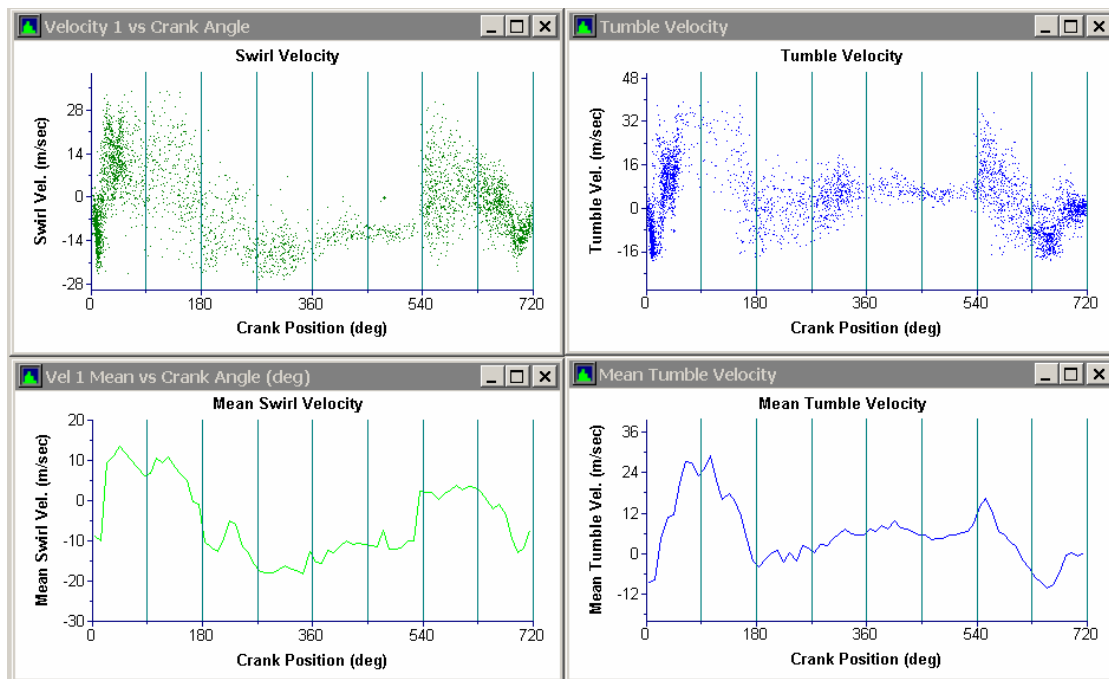 Velocity 1 vs Crank Angle
Swirl Velocity
Swirl Vel. (m/sec)
28
14
0
-14
-28
0 180 360 540 720
Crank Position (deg)
Tumble Velocity
Tumble Velocity
Tumble Vel. (m/sec)
48
32
16
0
-16
0 180 360 540 720
Crank Position (deg)
Vel 1 Mean vs Crank Angle (deg)
Mean Swirl Velocity
Mean Swirl Vel. (m/sec)
20
10
0
-10
-20
-30
0 180 360 540 720
Crank Position (deg)
Mean Tumble Velocity
Mean Tumble Velocity
Mean Tumble Vel. (m/sec)
36
24
12
0
-12
0 180 360 540 720
Crank Position (deg)